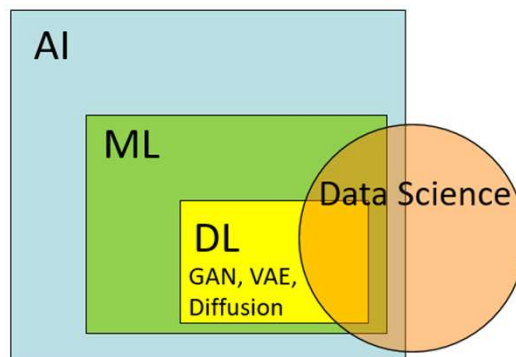 AI
ML
Data Science
DL
GAN, VAE,
Diffusion